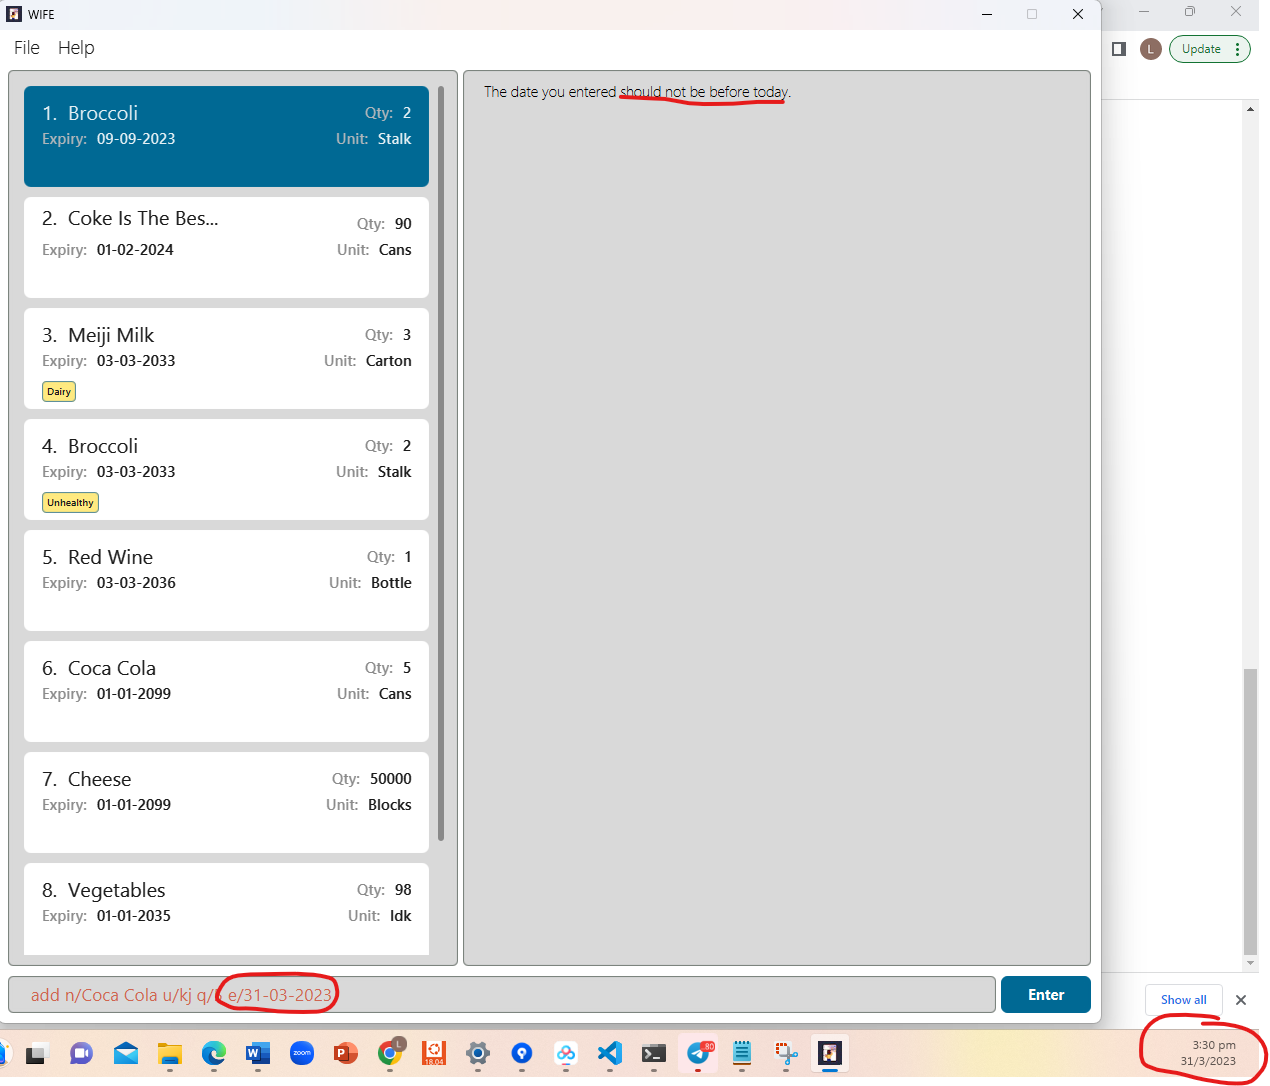 WIFE
File Help
L
Update
The date you entered should not be before today.
1. Broccoli
Qty: 2
Expiry: 09-09-2023
Unit: Stalk
2. Coke Is The Bes...
Qty: 90
Expiry: 01-02-2024
Unit: Cans
3. Meiji Milk
Qty: 3
Expiry: 03-03-2033
Unit: Carton
Dairy
4. Broccoli
Qty: 2
Expiry: 03-03-2033
Unit: Stalk
Unhealthy
5. Red Wine
Qty: 1
Expiry: 03-03-2036
Unit: Bottle
6. Coca Cola
Qty: 5
Expiry: 01-01-2099
Unit: Cans
7. Cheese
Qty: 50000
Expiry: 01-01-2099
Unit: Blocks
8. Vegetables
Qty: 98
Expiry: 01-01-2035
Unit: Idk
add n/Coca Cola u/kj q/ e/31-03-2023
Enter
Show all
W
zoom
P
L
18.04
80
3:30 pm
31/3/2023